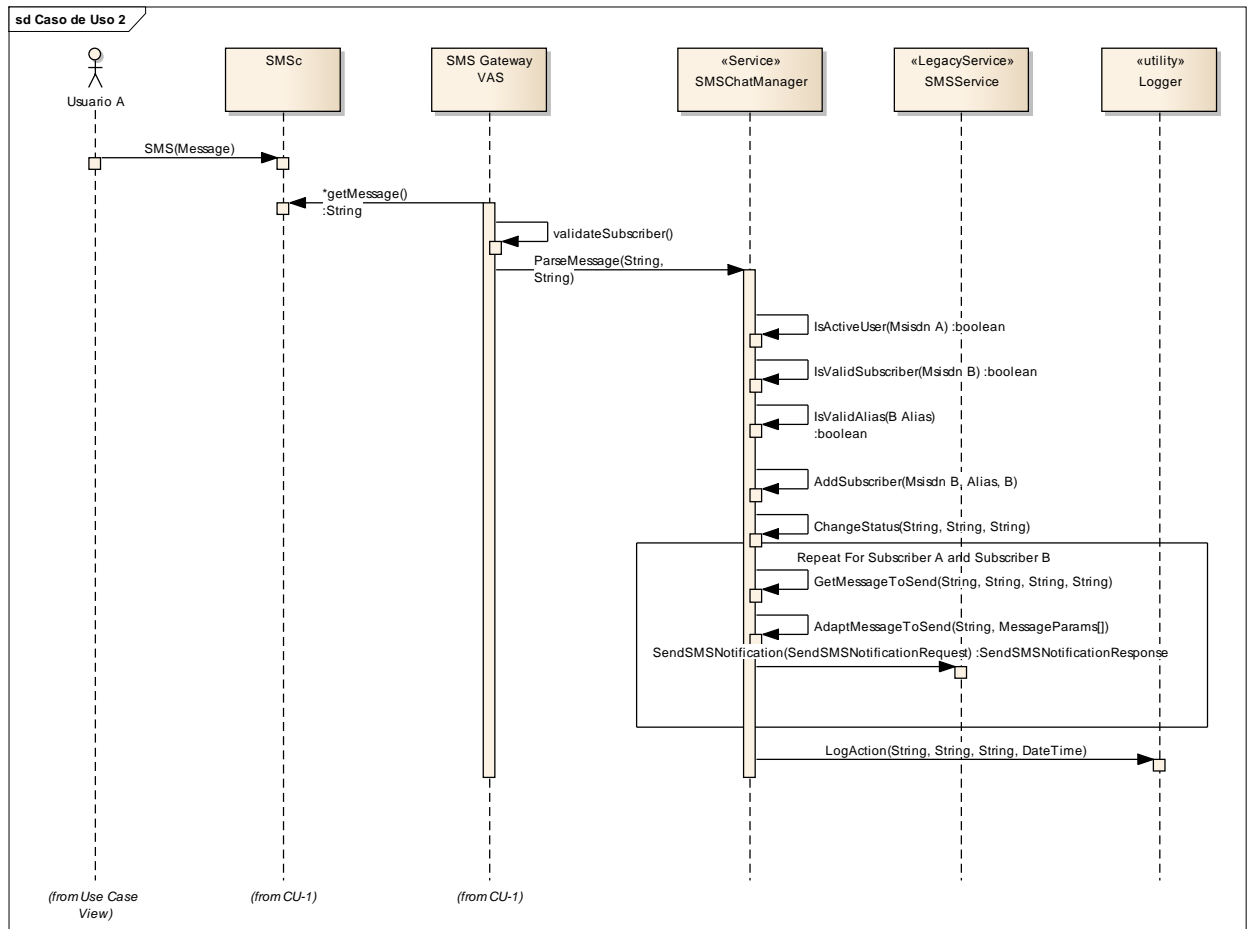 sd Caso de Uso 2
Usuario A
SMSc
SMS Gateway
VAS
«Service»
SMSChatManager
«LegacyService»
SMSService
«utility»
Logger
SMS(Message)
*getMessage()
:String
validateSubscriber()
ParseMessage(String,
String)
IsActiveUser(Msisdn A) :boolean
IsValidSubscriber(Msisdn B) :boolean
IsValidAlias(B Alias)
:boolean
AddSubscriber(Msisdn B, Alias, B)
ChangeStatus(String, String, String)
Repeat For Subscriber A and Subscriber B
GetMessageToSend(String, String, String, String)
AdaptMessageToSend(String, MessageParams[])
SendSMSNotification(SendSMSNotificationRequest) :SendSMSNotificationResponse
LogAction(String, String, String, DateTime)
(from Use Case
View)
(from CU-1)
(from CU-1)